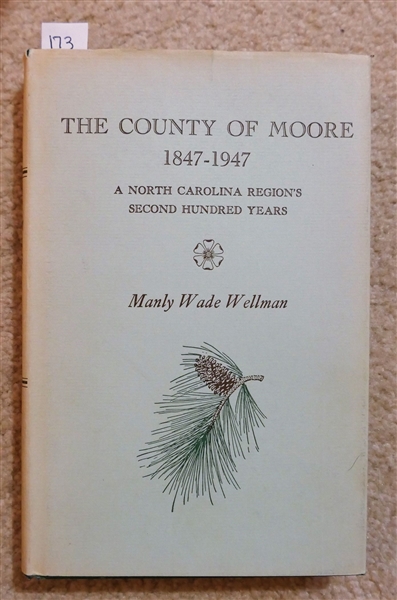 173
THE COUNTY OF MOORE
1847-1947
A NORTH CAROLINA REGION'S
SECOND HUNDRED YEARS
Manly Wade Wellman